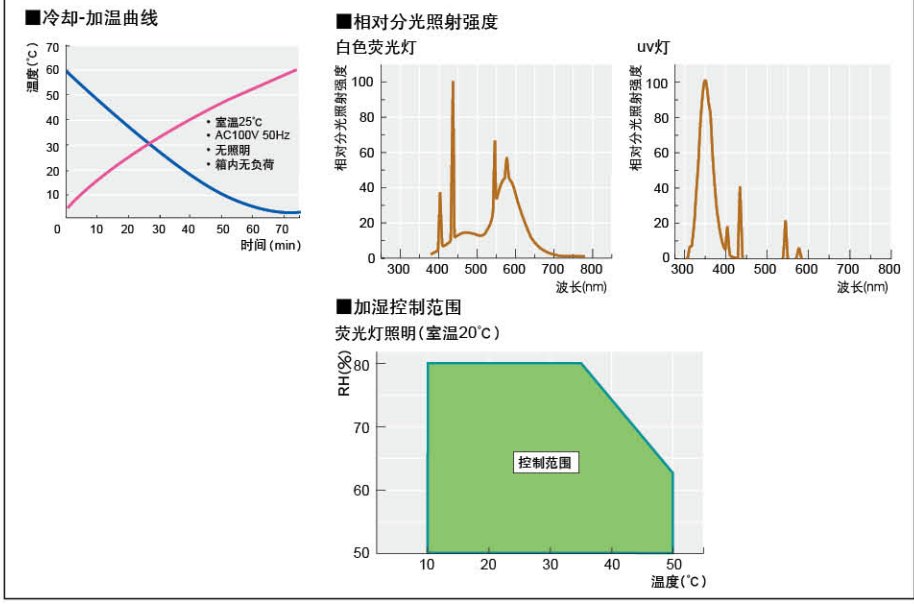 ■冷却-加温曲线
温度(℃)
70
60
50
40
30
20
10
0 10 20 30 40 50 60 70
时间(min)
• 室温25℃
• AC100V 50Hz
• 无照明
• 箱内无负荷
■相对分光照射强度
白色荧光灯
相对分光照射强度
100
80
60
40
20
0
300 400 500 600 700 800
波长(nm)
uv灯
相对分光照射强度
100
80
60
40
20
0
300 400 500 600 700 800
波长(nm)
■加湿控制范围
荧光灯照明(室温20℃)
RH(%)
80
70
60
50
10 20 30 40 50
温度(℃)
控制范围